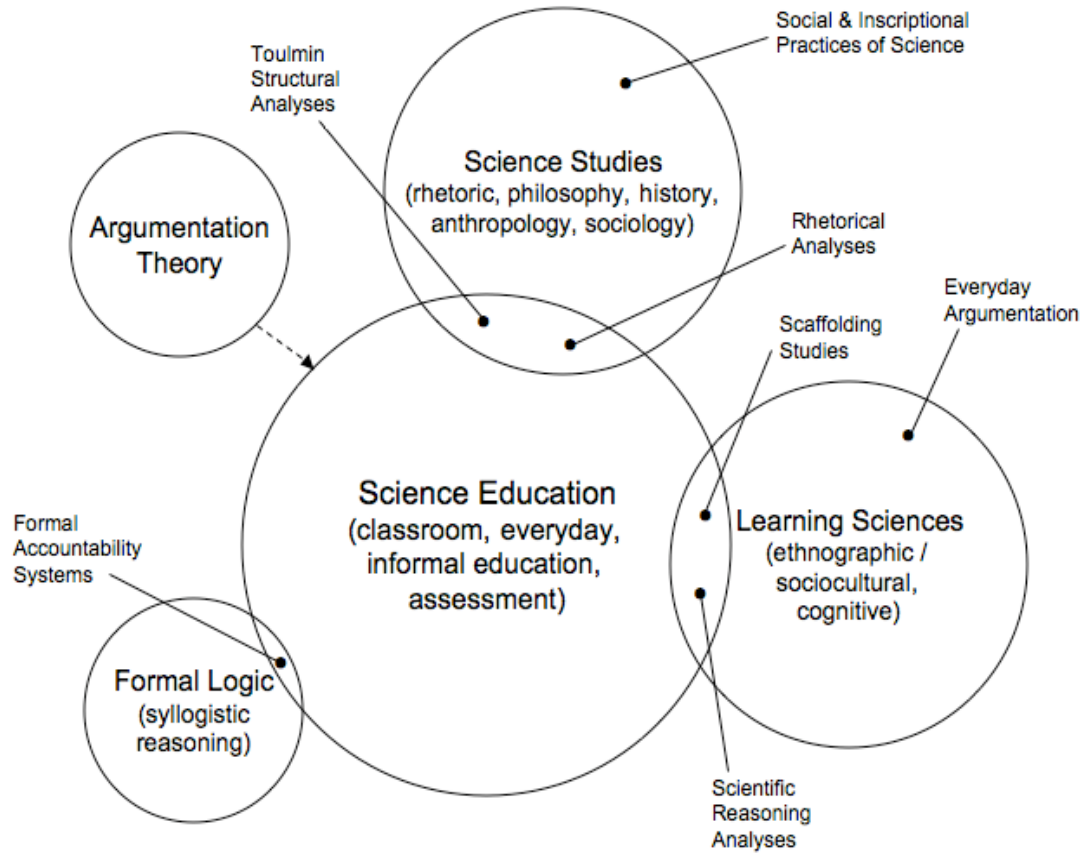 Social & Inscriptional
Practices of Science
Toulmin
Structural
Analyses
Science Studies
(rhetoric, philosophy, history,
anthropology, sociology)
Argumentation
Theory
Rhetorical
Analyses
Everyday
Argumentation
Scaffolding
Studies
Science Education
(classroom, everyday,
informal education,
assessment)
Learning Sciences
(ethnographic /
sociocultural,
cognitive)
Formal
Accountability
Systems
Formal Logic
(syllogistic
reasoning)
Scientific
Reasoning
Analyses